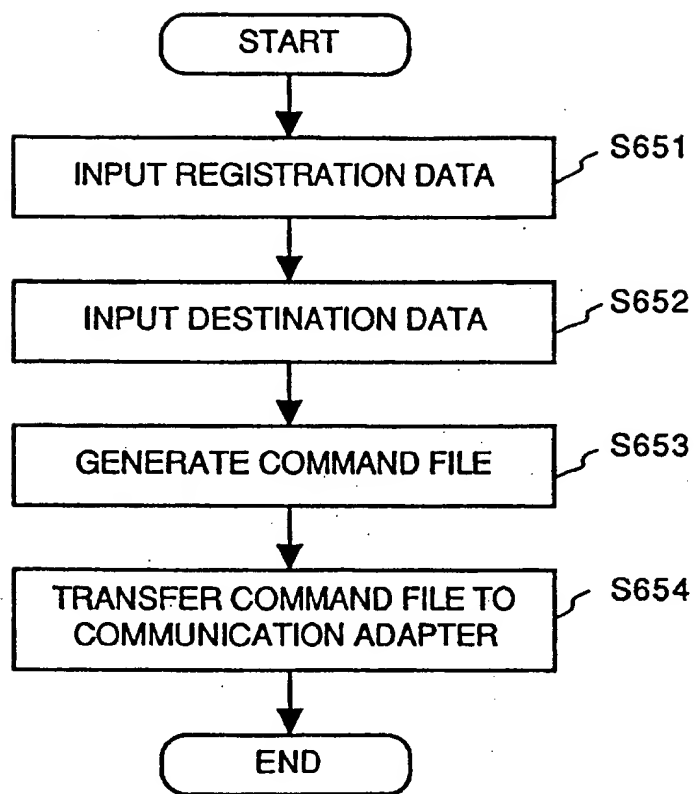 START
INPUT REGISTRATION DATA
S651
INPUT DESTINATION DATA
S652
GENERATE COMMAND FILE
S653
TRANSFER COMMAND FILE TO
COMMUNICATION ADAPTER
S654
END